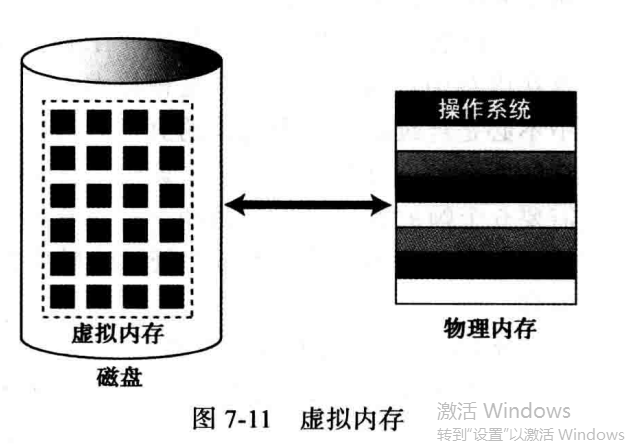 操作系统
虚拟内存
物理内存
磁盘
图 7-11 虚拟内存
激活 Windows
转到"设置"以激活 Windows